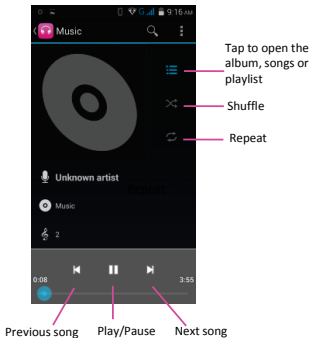 9:16 AM
Music
Tap to open the
album, songs or
playlist
Shuffle
Repeat
Unknown artist
Music
2
0:08
3:55
Previous song
Play/Pause
Next song